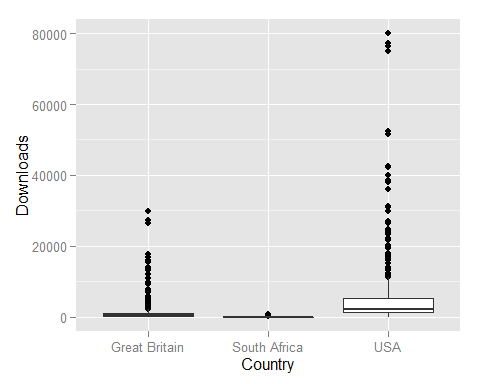 80000
60000
40000
20000
0
Downloads
Great Britain
South Africa
USA
Country